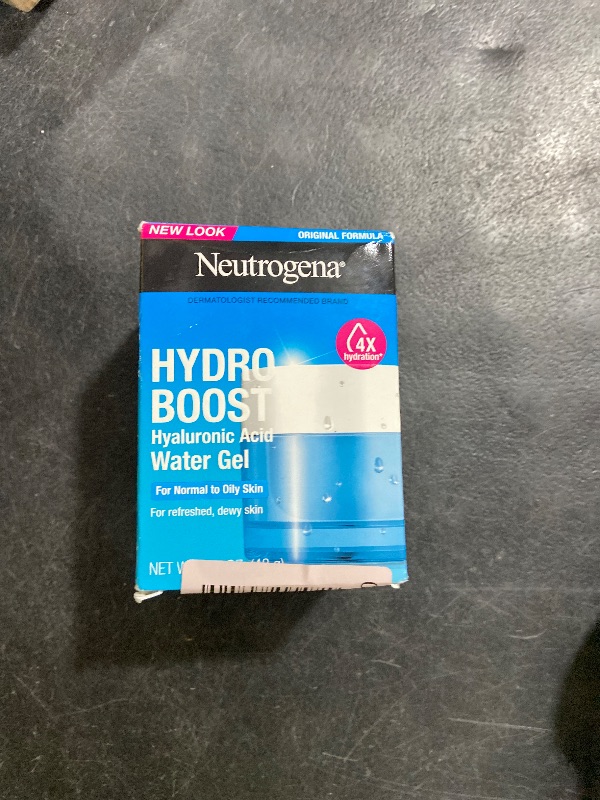 NEW LOOK
ORIGINAL FORMULA
Neutrogena®
DERMATOLOGIST RECOMMENDED BRAND
4X
hydration*
HYDRO
BOOST
Hyaluronic Acid
Water Gel
For Normal to Oily Skin
For refreshed, dewy skin
NET